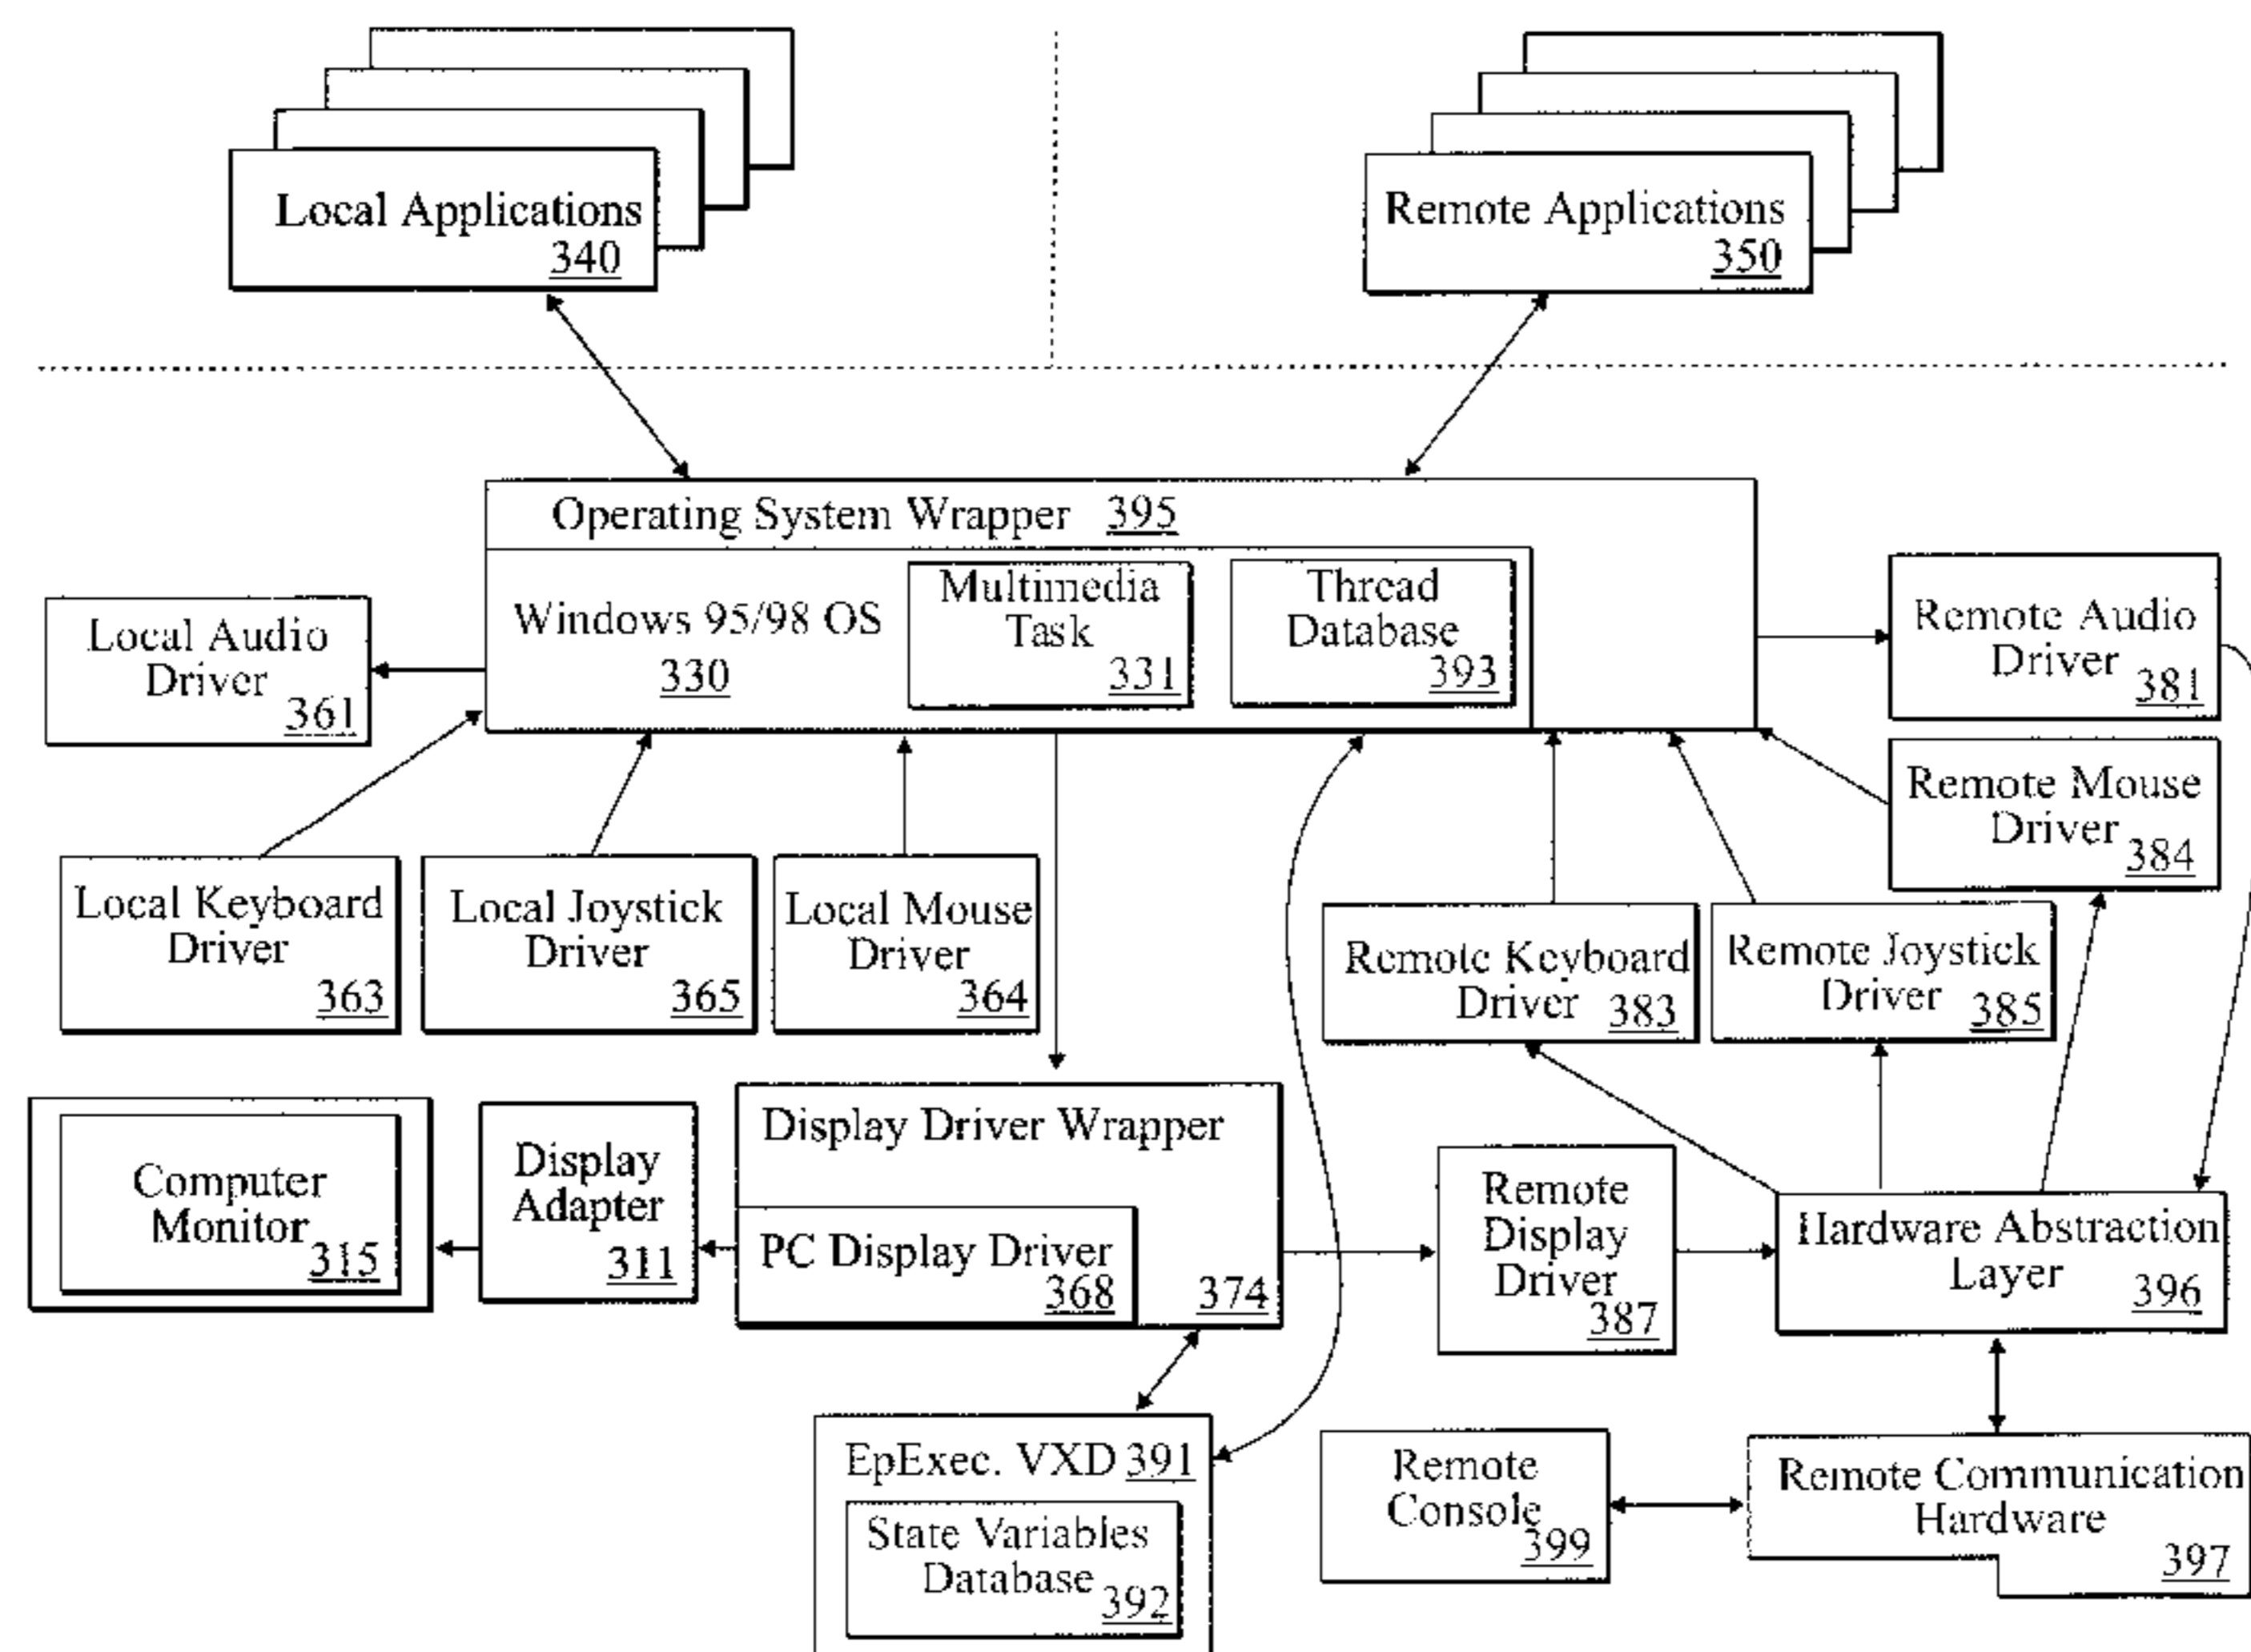 Local Applications
340
Remote Applications
350
Operating System Wrapper 395
Windows 95/98 OS
330
Multimedia
Task
331
Thread
Database
393
Local Audio
Driver
361
Remote Audio
Driver
381
Remote Mouse
Driver
384
Local Keyboard
Driver
363
Local Joystick
Driver
365
Local Mouse
Driver
364
Remote Keyboard
Driver
383
Remote Joystick
Driver
385
Computer
Monitor
315
Display
Adapter
311
Display Driver Wrapper
PC Display Driver
368
374
Remote
Display
Driver
387
Hardware Abstraction
Layer
396
EpExec. VXD 391
State Variables
Database
392
Remote
Console
399
Remote Communication
Hardware
397